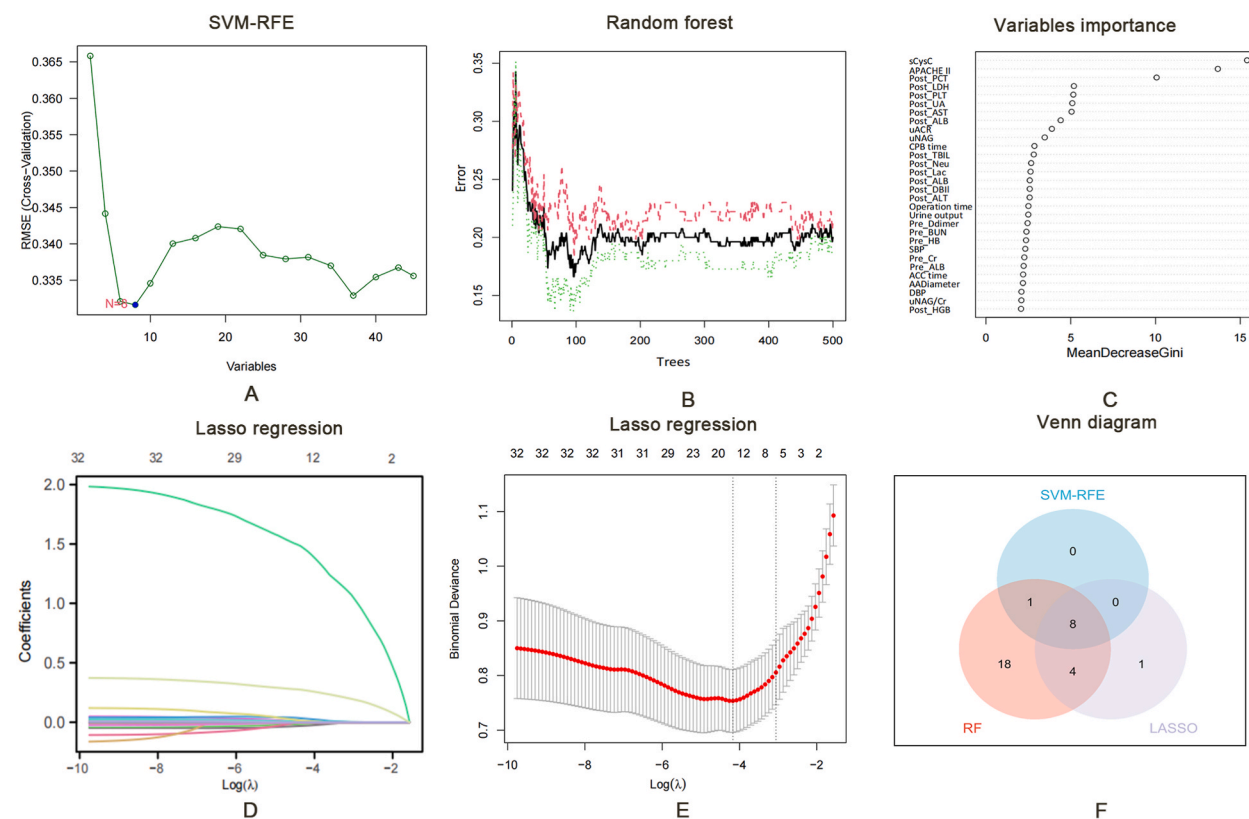 SVM-RFE
RMSE (Cross-Validation)
0.365
0.360
0.355
0.350
0.345
0.340
0.335
N=8
10
20
30
40
Variables
A
Random forest
Error
0.35
0.30
0.25
0.20
0.15
0
100
200
300
400
500
Trees
B
Variables importance
sCysC
APACHE II
Post_PCT
Post_LDH
Post_PLT
Post_UA
Post_AST
Post_ALB
uACR
uNAG
CPB time
Post_TBIL
Post_Neu
Post_Lac
Post_ALB
Post_DBIl
Post_ALT
Operation time
Urine output
Pre_Ddimer
Pre_BUN
Pre_HB
SBP
Pre_Cr
Pre_ALB
ACC time
AADiameter
DBP
uNAG/Cr
Post_HGB
0
5
10
15
MeanDecreaseGini
C
Lasso regression
32
32
29
12
2
Coefficients
2.0
1.5
1.0
0.5
0.0
−10
−8
−6
−4
−2
Log(λ)
D
Lasso regression
32
32
32
32
31
31
29
23
20
12
8
5
3
2
Binomial Deviance
1.1
1.0
0.9
0.8
0.7
−10
−8
−6
−4
−2
Log(λ)
E
Venn diagram
SVM-RFE
0
1
0
8
18
4
1
RF
LASSO
F